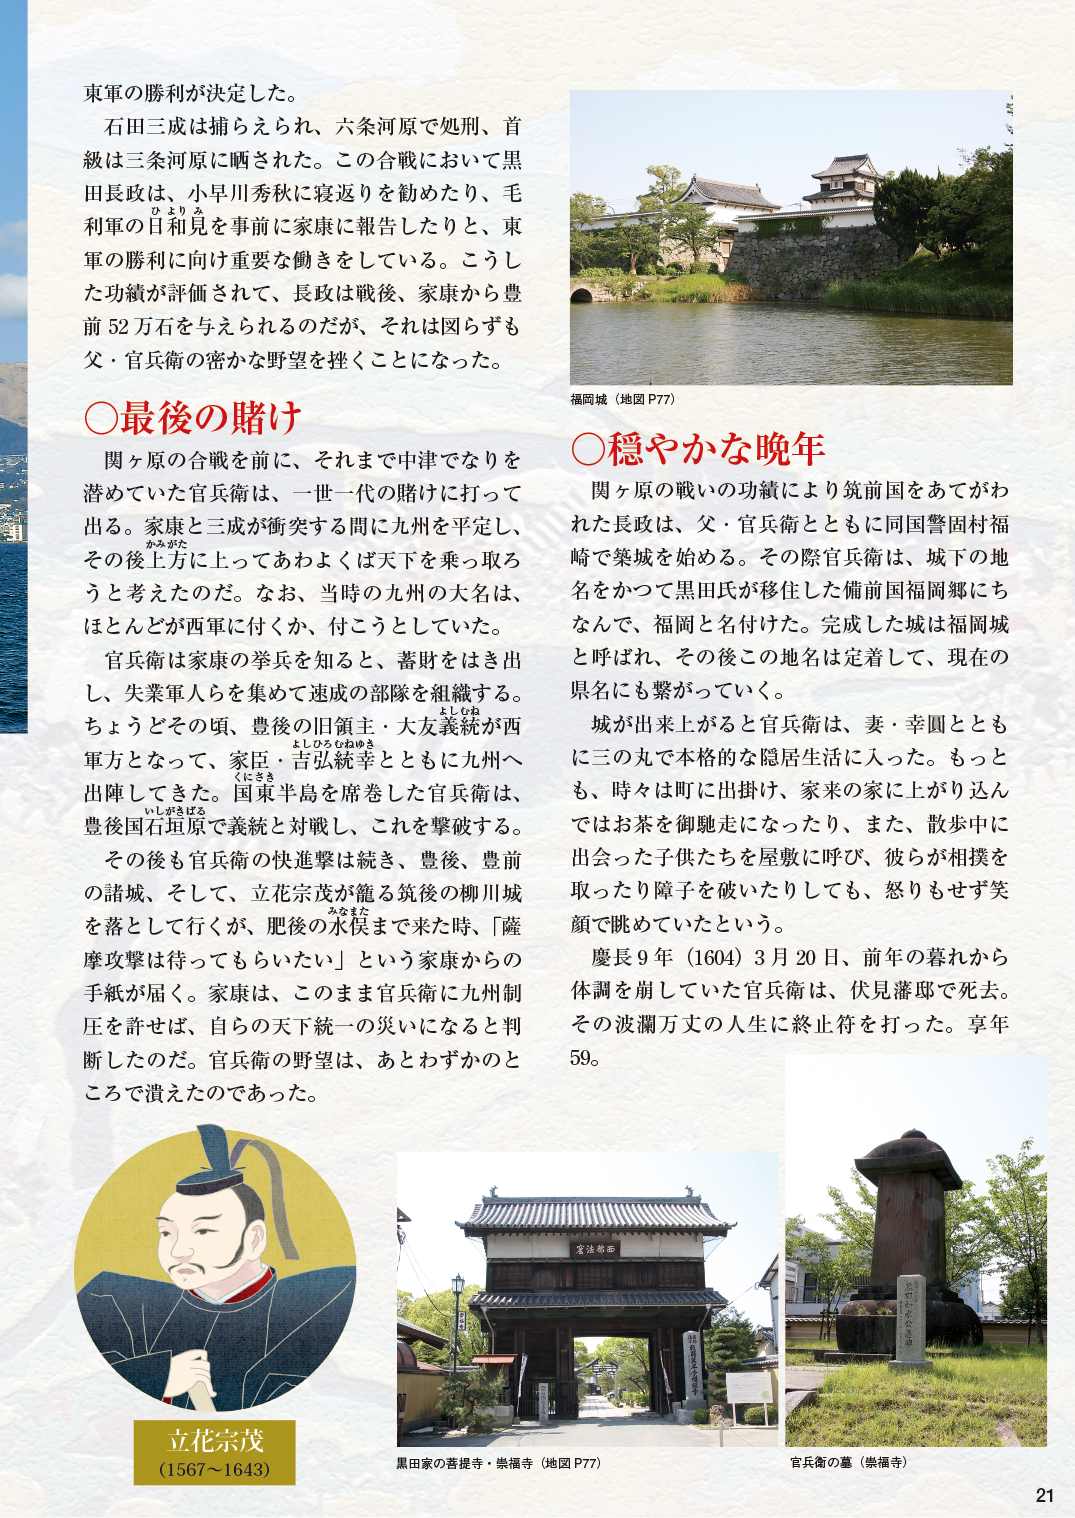 東軍の勝利が決定した。
　石田三成は捕らえられ、六条河原で処刑、首
級は三条河原に晒された。この合戦において黒
田長政は、小早川秀秋に寝返りを勧めたり、毛
ひよりみ
利軍の日和見を事前に家康に報告したりと、東
軍の勝利に向け重要な働きをしている。こうし
た功績が評価されて、長政は戦後、家康から豊
前 52 万石を与えられるのだが、それは図らずも
父・官兵衛の密かな野望を挫くことになった。
○最後の賭け
　関ヶ原の合戦を前に、それまで中津でなりを
潜めていた官兵衛は、一世一代の賭けに打って
出る。家康と三成が衝突する間に九州を平定し、
かみがた
その後上方に上ってあわよくば天下を乗っ取ろ
うと考えたのだ。なお、当時の九州の大名は、
ほとんどが西軍に付くか、付こうとしていた。
　官兵衛は家康の挙兵を知ると、蓄財をはき出
し、失業軍人らを集めて速成の部隊を組織する。
よしむね
ちょうどその頃、豊後の旧領主・大友義統が西
よしひろむねゆき
軍方となって、家臣・吉弘統幸とともに九州へ
くにさき
出陣してきた。国東半島を席巻した官兵衛は、
いしがきばる
豊後国石垣原で義統と対戦し、これを撃破する。
　その後も官兵衛の快進撃は続き、豊後、豊前
の諸城、そして、立花宗茂が籠る筑後の柳川城
みなまた
を落として行くが、肥後の水俣まで来た時、「薩
摩攻撃は待ってもらいたい」という家康からの
手紙が届く。家康は、このまま官兵衛に九州制
圧を許せば、自らの天下統一の災いになると判
断したのだ。官兵衛の野望は、あとわずかのと
ころで潰えたのであった。
立花宗茂
（1567〜1643）
福岡城（地図 P77）
○穏やかな晩年
　関ヶ原の戦いの功績により筑前国をあてがわ
れた長政は、父・官兵衛とともに同国警固村福
崎で築城を始める。その際官兵衛は、城下の地
名をかつて黒田氏が移住した備前国福岡郷にち
なんで、福岡と名付けた。完成した城は福岡城
と呼ばれ、その後この地名は定着して、現在の
県名にも繋がっていく。
　城が出来上がると官兵衛は、妻・幸圓ととも
に三の丸で本格的な隠居生活に入った。もっと
も、時々は町に出掛け、家来の家に上がり込ん
ではお茶を御馳走になったり、また、散歩中に
出会った子供たちを屋敷に呼び、彼らが相撲を
取ったり障子を破いたりしても、怒りもせず笑
顔で眺めていたという。
　慶長 9 年（1604）3 月 20 日、前年の暮れから
体調を崩していた官兵衛は、伏見藩邸で死去。
その波瀾万丈の人生に終止符を打った。享年
59。
黒田家の菩提寺・崇福寺（地図 P77）
官兵衛の墓（崇福寺）
21